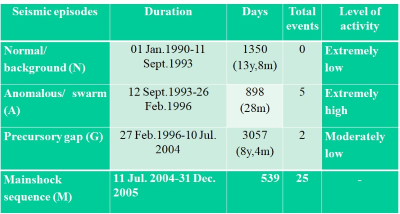 Seismic episodes Duration Days Total events Level of activity
Normal/ background (N) 01 Jan.1990-11 Sept.1993 1350 (13y,8m) 0 Extremely low
Anomalous/ swarm (A) 12 Sept.1993-26 Feb.1996 898 (28m) 5 Extremely high
Precursory gap (G) 27 Feb.1996-10 Jul. 2004 3057 (8y,4m) 2 Moderately low
Mainshock sequence (M) 11 Jul. 2004-31 Dec. 2005 539 25 -